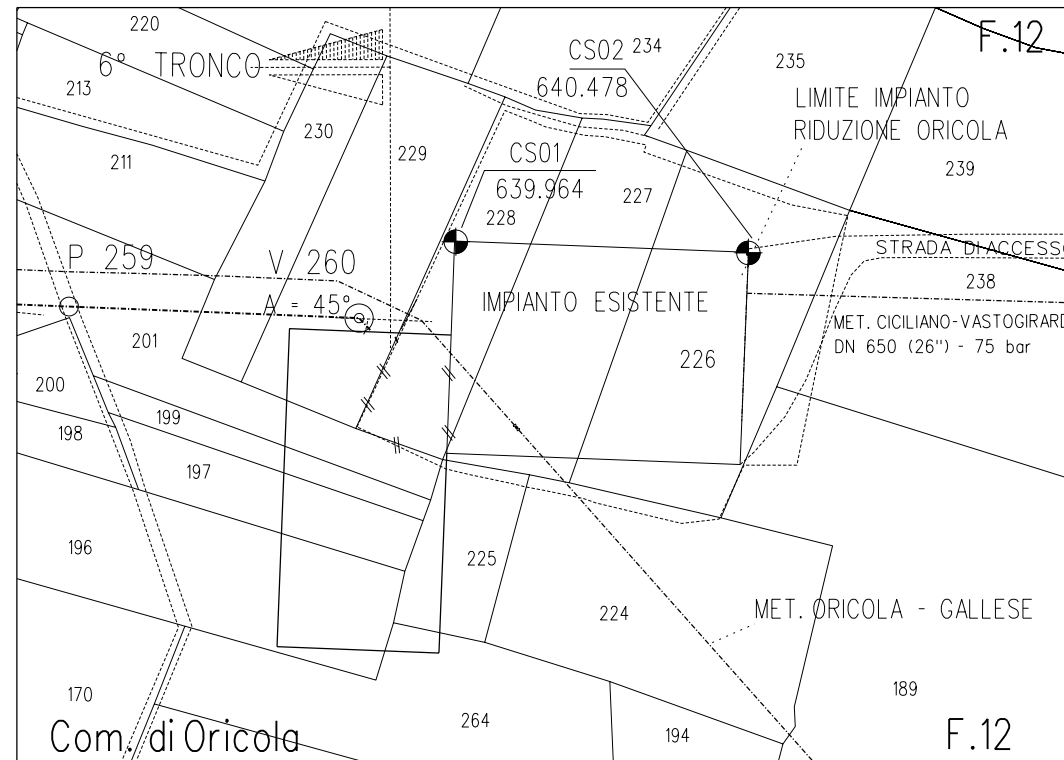 220
F.12
6° TRONCO
CS02
234
235
213
640.478
LIMITE IMPIANTO
RIDUZIONE ORICOLA
230
229
CS01
211
239
639.964
227
228
P 259
V 260
STRADA DI ACCESSO
238
A = 45°
IMPIANTO ESISTENTE
MET. CICILIANO-VASTOGIRARD
DN 650 (26") - 75 bar
201
226
200
199
198
197
196
225
224
MET. ORICOLA - GALLESE
170
189
264
194
Com. di Oricola
F.12